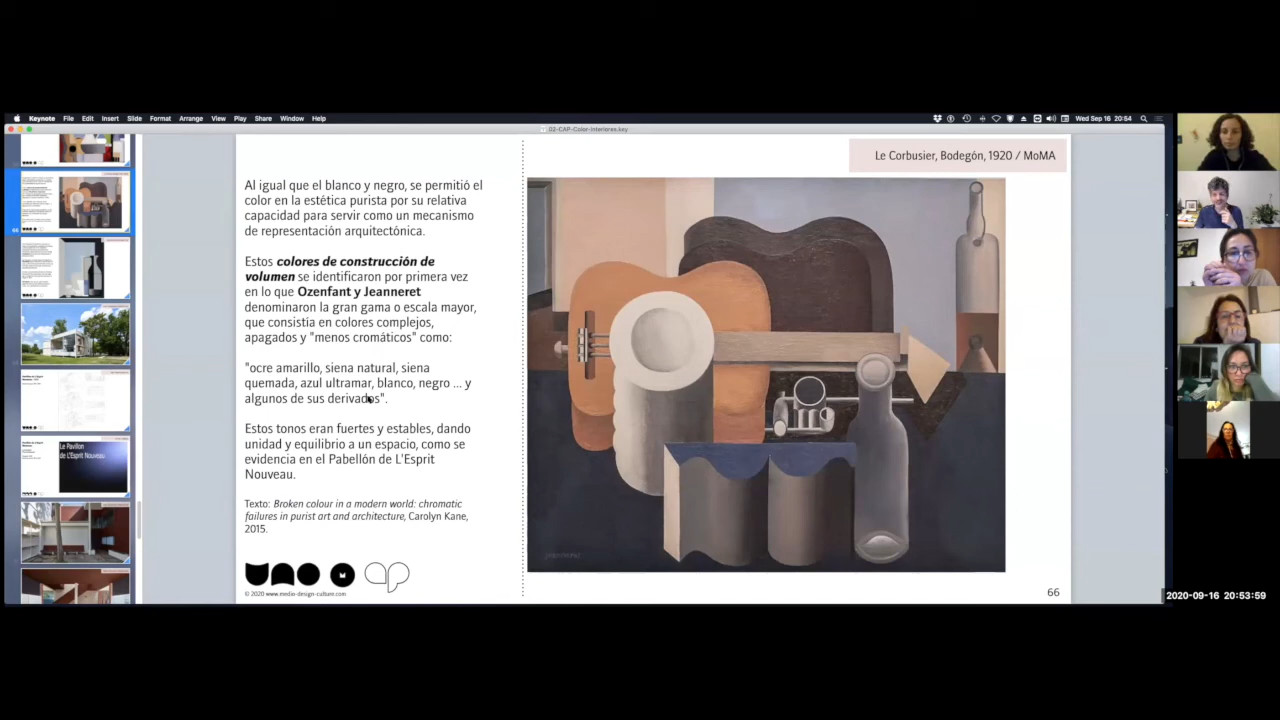 Keynote File Edit Insert Slide Format Arrange View Play Share Window Help
Wed Sep 16 20:54
02-CAP-Color-Interiores.key
Le Corbusier, Bodegón, 1920 / MoMA
Al igual que el blanco y negro, se permitió el
color en la estética purista por su relativa
capacidad para servir como un mecanismo
de representación arquitectónica.
Estos colores de construcción de
volumen se identificaron por primera vez
en lo que Ozenfant y Jeanneret
denominaron la gran gama o escala mayor,
que consistía en colores complejos,
apagados y "menos cromáticos" como:
"ocre amarillo, siena natural, siena
quemada, azul ultramar, blanco, negro ... y
algunos de sus derivados".
Estos tonos eran fuertes y estables, dando
unidad y equilibrio a un espacio, como se
evidencia en el Pabellón de L'Esprit
Nouveau.
Texto: Broken colour in a modern world: chromatic
failures in purist art and architecture, Carolyn Kane,
2015.
© 2020 www.media-design-culture.com
66
Le Pavillon
de L'Esprit Nouveau
2020-09-16 20:53:59